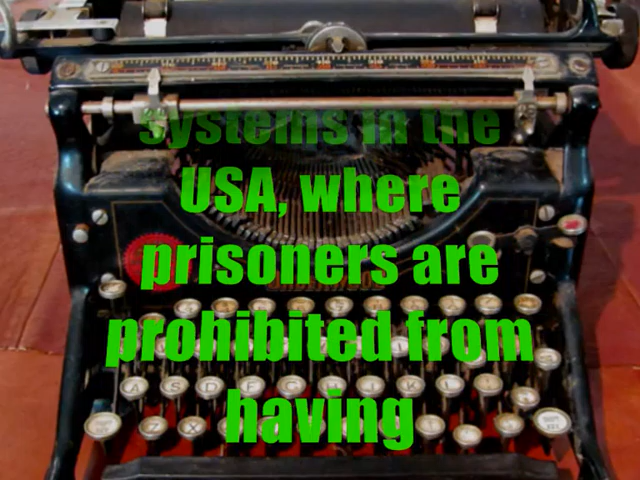 systems in the
USA, where
prisoners are
prohibited from
having